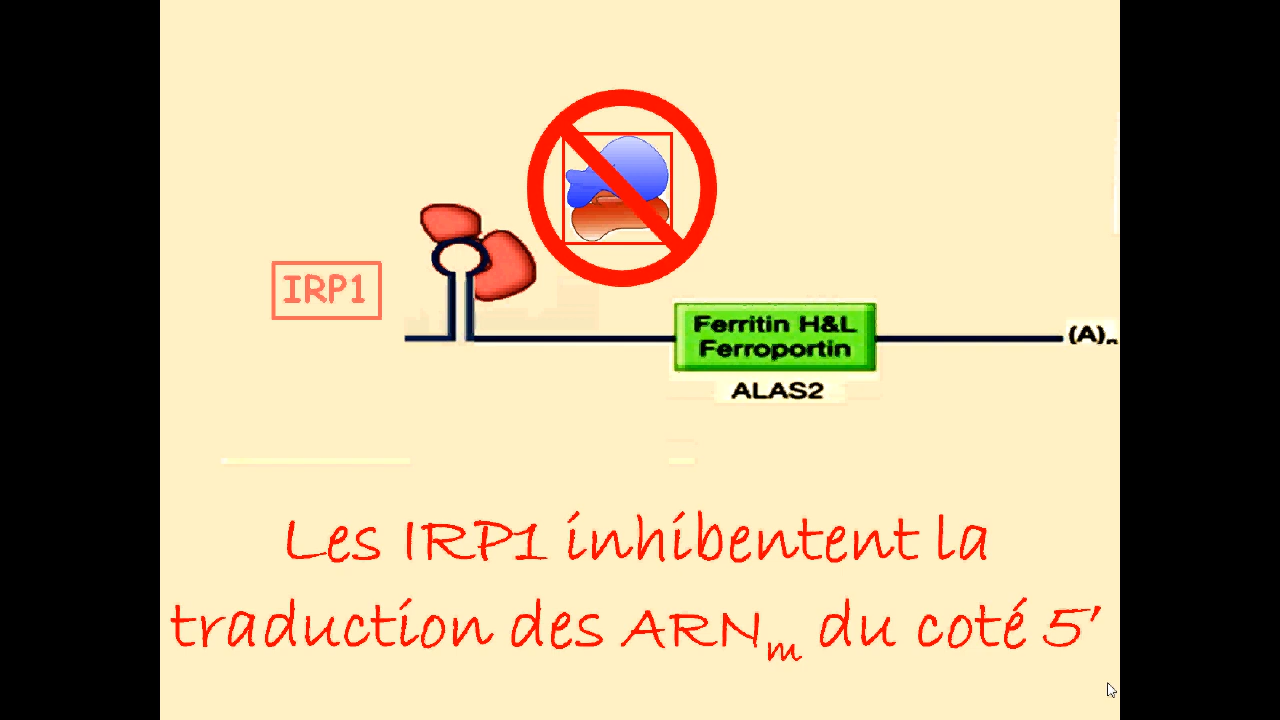 IRP1
Ferritin H&L
Ferroportin
(A)n
ALAS2
Les IRP1 inhibentent la
traduction des ARNm du coté 5'